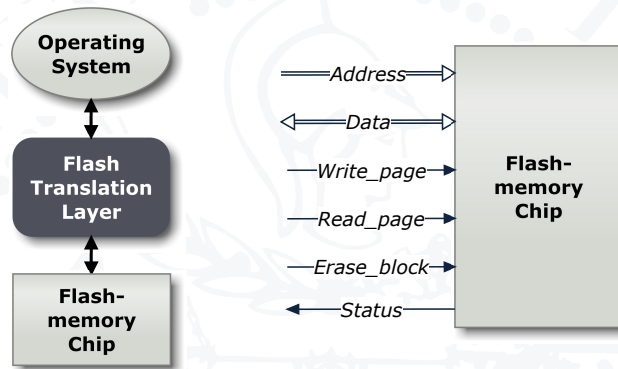 Operating
System
Flash
Translation
Layer
Flash-
memory
Chip
Address
Data
Write_page
Read_page
Erase_block
Status
Flash-
memory
Chip